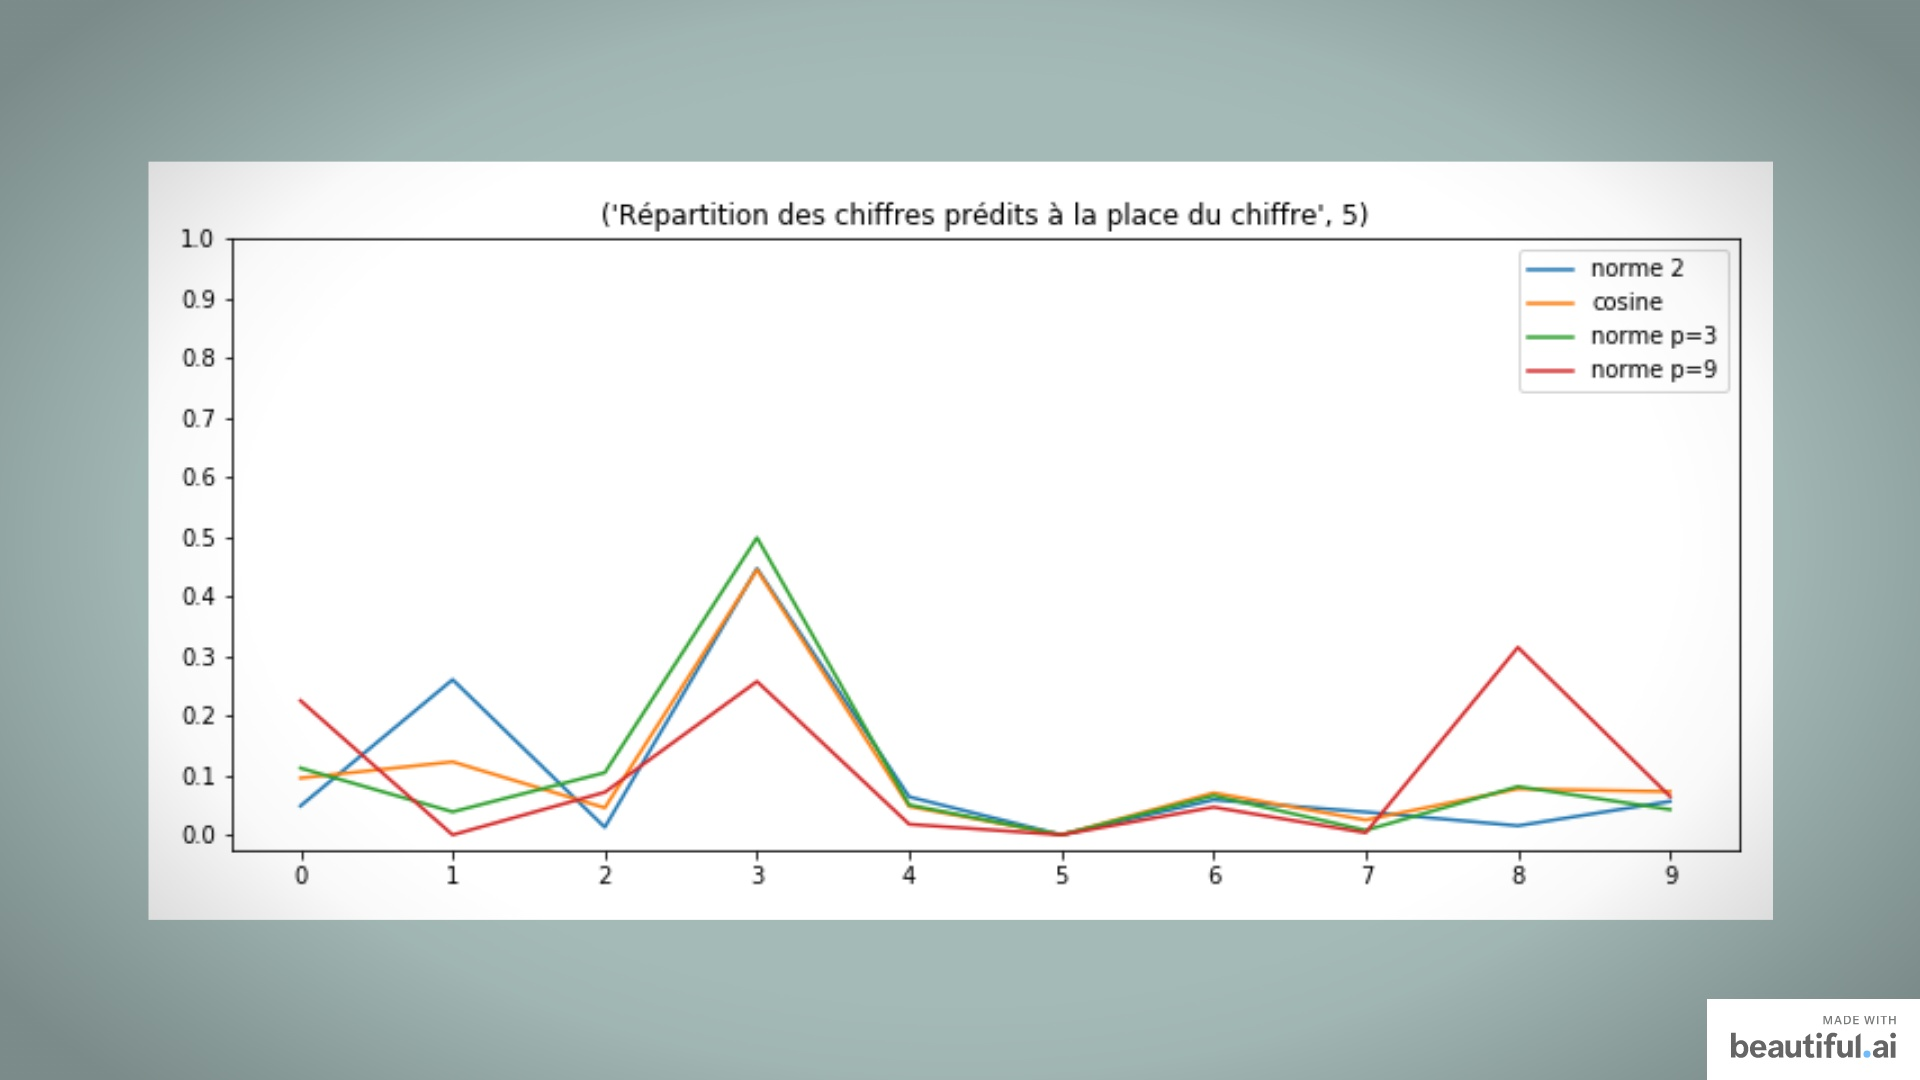 ('Répartition des chiffres prédits à la place du chiffre', 5)
1.0
0.9
0.8
0.7
0.6
0.5
0.4
0.3
0.2
0.1
0.0
0 1 2 3 4 5 6 7 8 9
norme 2
cosine
norme p=3
norme p=9
MADE WITH
beautiful.ai